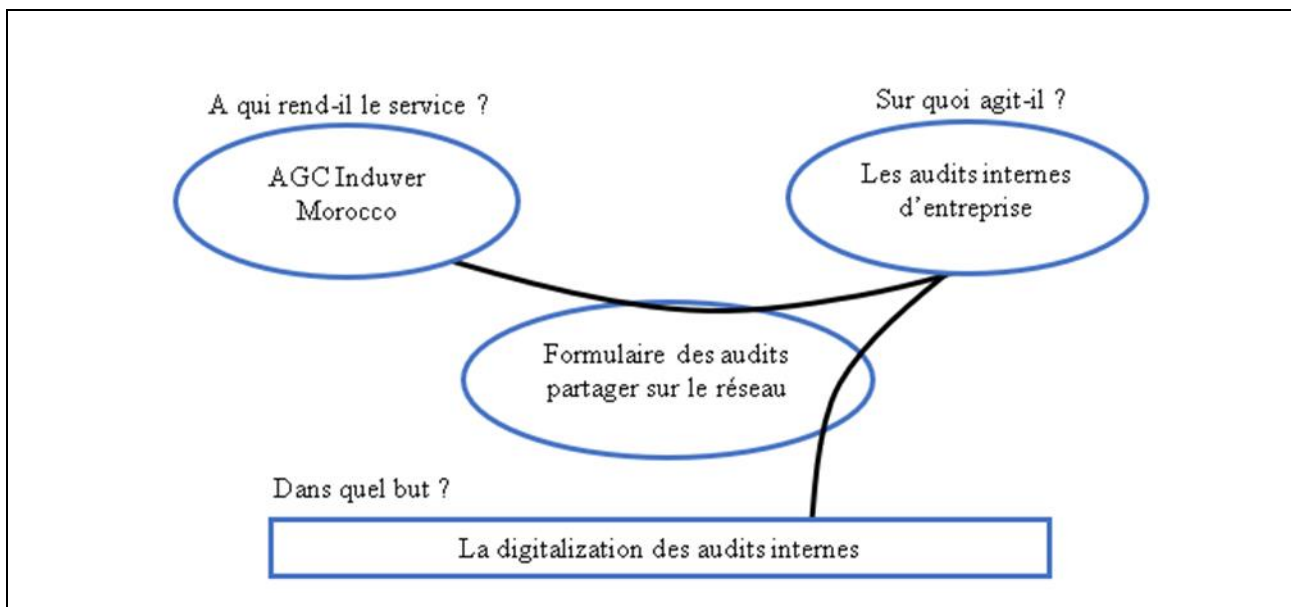 A qui rend-il le service ?
Sur quoi agit-il ?
AGC Induver
Morocco
Les audits internes
d’entreprise
Formulaire des audits
partager sur le réseau
Dans quel but ?
La digitalization des audits internes